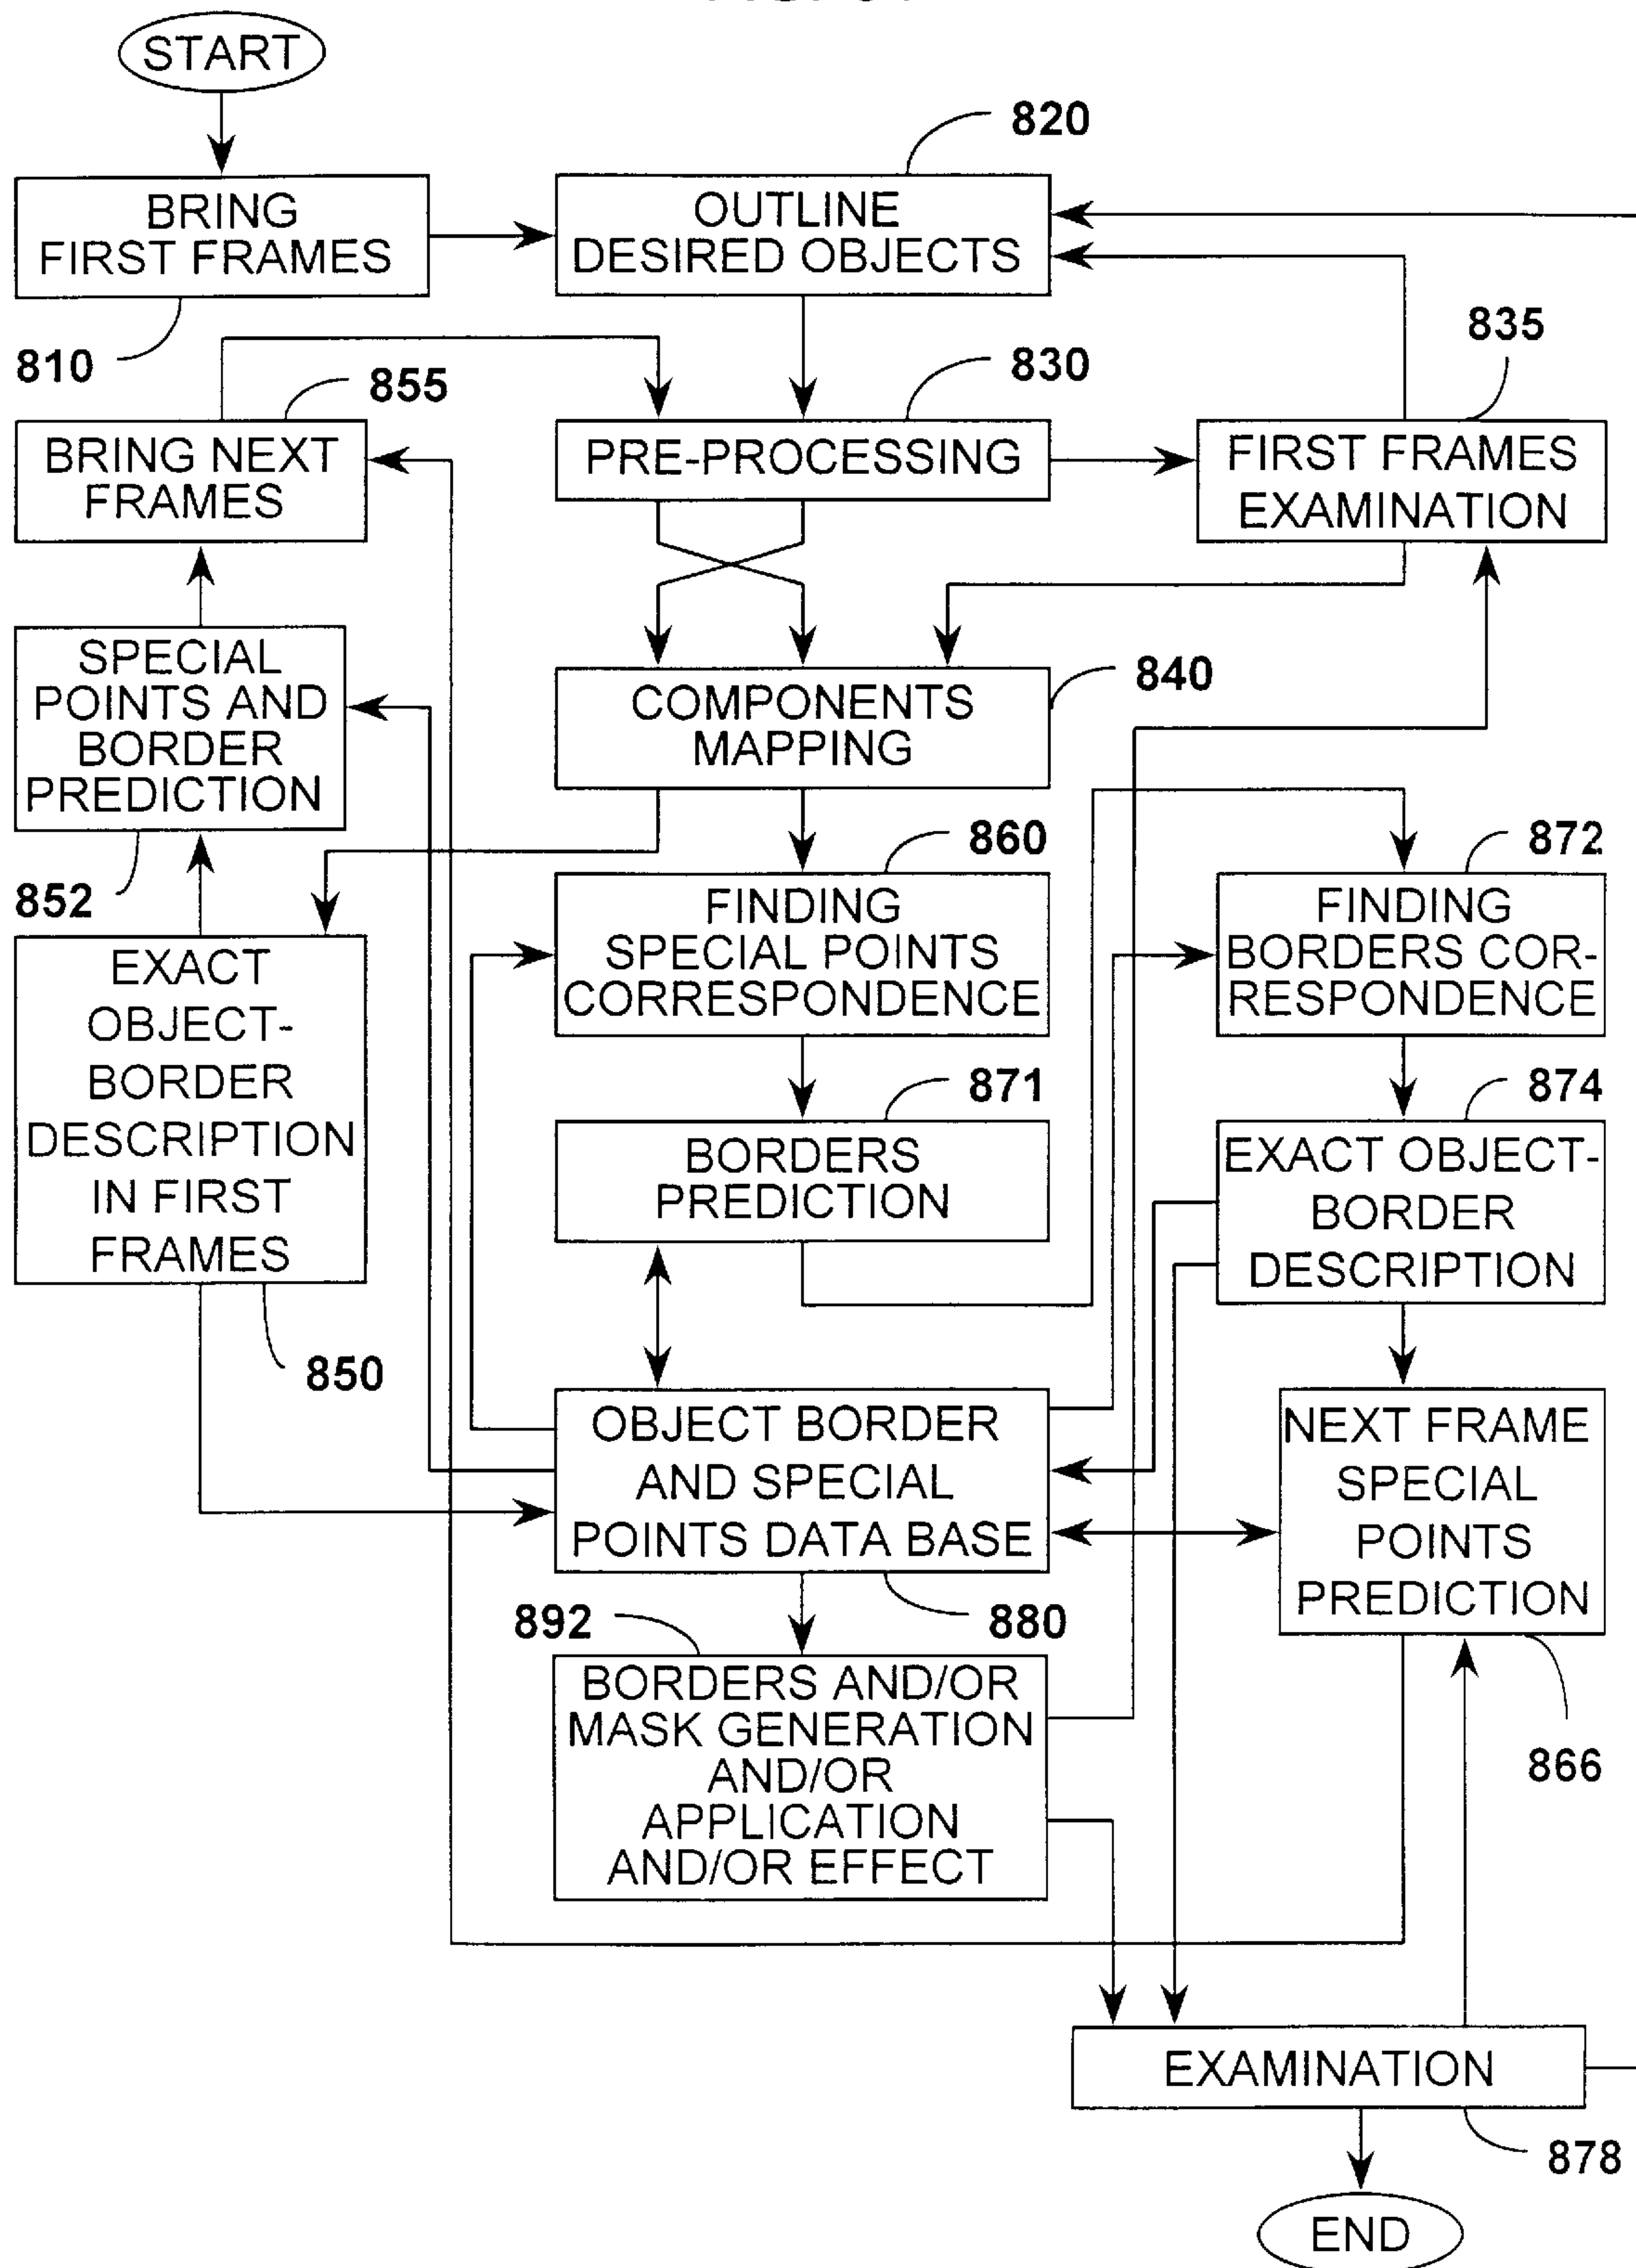 START
820
BRING
FIRST FRAMES
OUTLINE
DESIRED OBJECTS
810
835
855
830
BRING NEXT
FRAMES
PRE-PROCESSING
FIRST FRAMES
EXAMINATION
SPECIAL
POINTS AND
BORDER
PREDICTION
840
COMPONENTS
MAPPING
852
860
872
EXACT
OBJECT-
BORDER
DESCRIPTION
IN FIRST
FRAMES
FINDING
SPECIAL POINTS
CORRESPONDENCE
FINDING
BORDERS COR-
RESPONDENCE
871
874
BORDERS
PREDICTION
EXACT OBJECT-
BORDER
DESCRIPTION
850
OBJECT BORDER
AND SPECIAL
POINTS DATA BASE
NEXT FRAME
SPECIAL
POINTS
PREDICTION
892
880
BORDERS AND/OR
MASK GENERATION
AND/OR
APPLICATION
AND/OR EFFECT
866
EXAMINATION
878
END